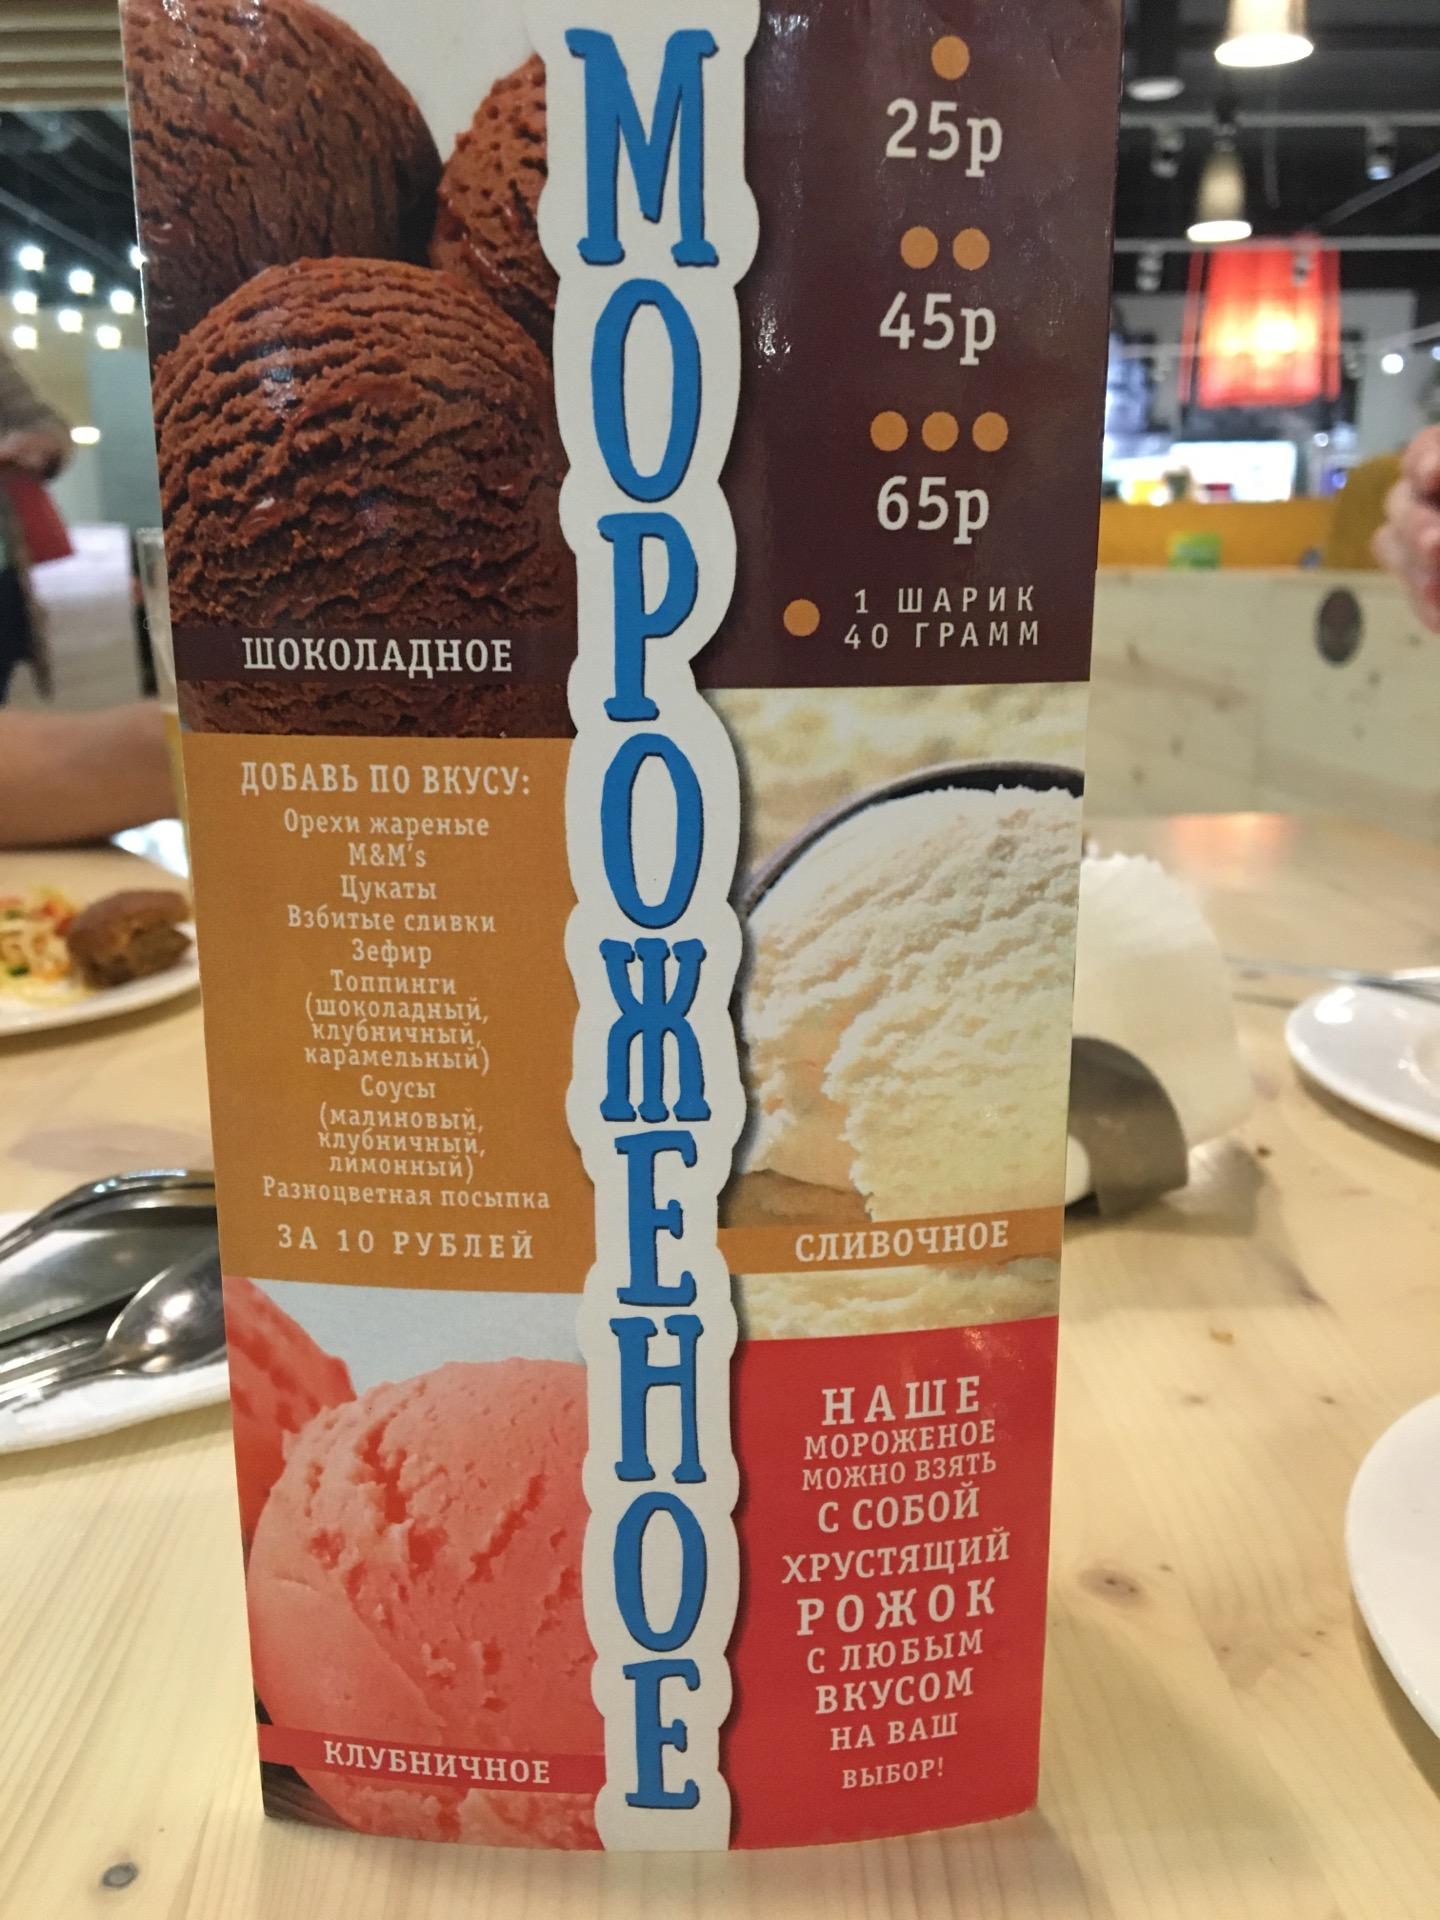 МОРОЖЕНОЕ
25р
45р
65р
1 ШАРИК
40 ГРАММ
ШОКОЛАДНОЕ
ДОБАВЬ ПО ВКУСУ:
Орехи жареные
M&M's
Цукаты
Взбитые сливки
Зефир
Топпинги
(шоколадный,
клубничный,
карамельный)
Соусы
(малиновый,
клубничный,
лимонный)
Разноцветная посыпка
ЗА 10 РУБЛЕЙ
СЛИВОЧНОЕ
КЛУБНИЧНОЕ
НАШЕ
МОРОЖЕНОЕ
МОЖНО ВЗЯТЬ
С СОБОЙ
ХРУСТЯЩИЙ
РОЖОК
С ЛЮБЫМ
ВКУСОМ
НА ВАШ
ВЫБОР!